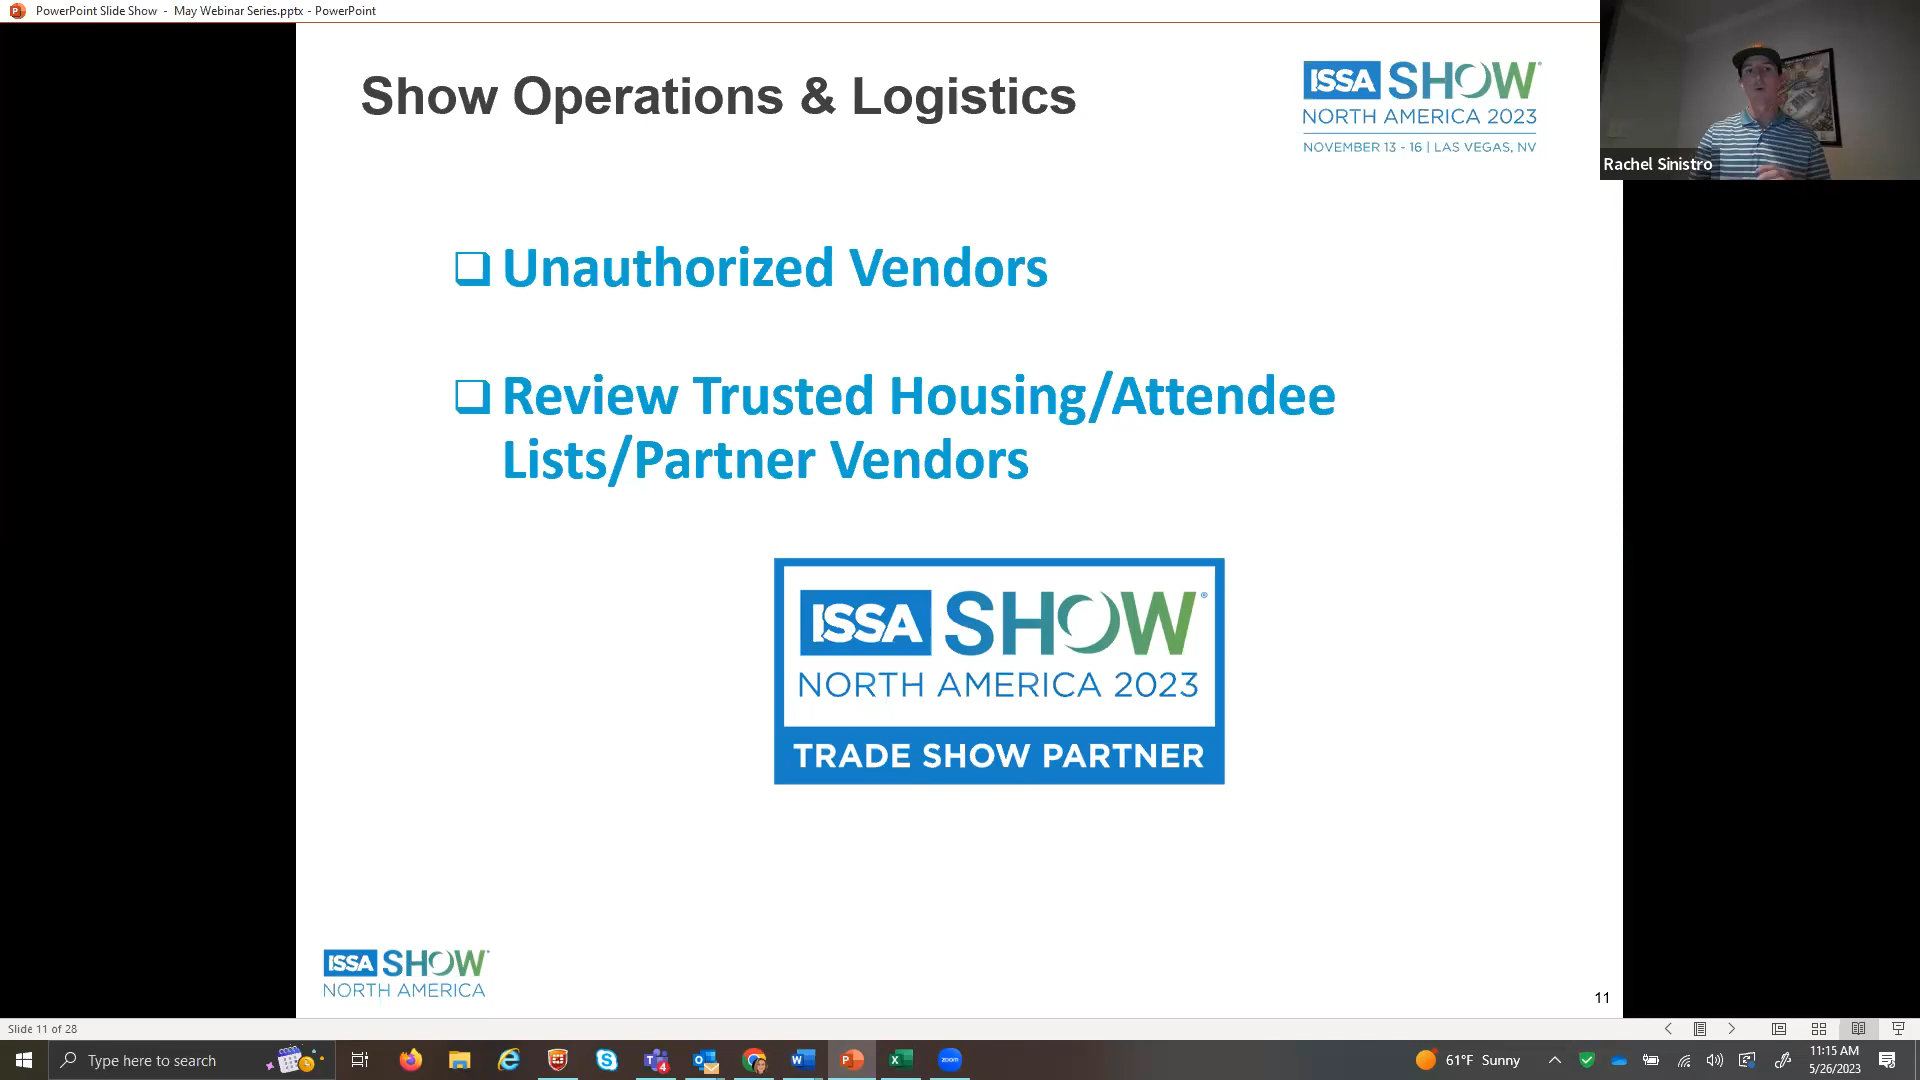 PowerPoint Slide Show - May Webinar Series.pptx - PowerPoint
Show Operations & Logistics
ISSA SHOW®
NORTH AMERICA 2023
NOVEMBER 13 - 16 | LAS VEGAS, NV
Rachel Sinistro
Unauthorized Vendors
Review Trusted Housing/Attendee
Lists/Partner Vendors
ISSA SHOW®
NORTH AMERICA 2023
TRADE SHOW PARTNER
ISSA SHOW®
NORTH AMERICA
11
Slide 11 of 28
Type here to search
4
zoom
61°F Sunny
11:15 AM
5/26/2023